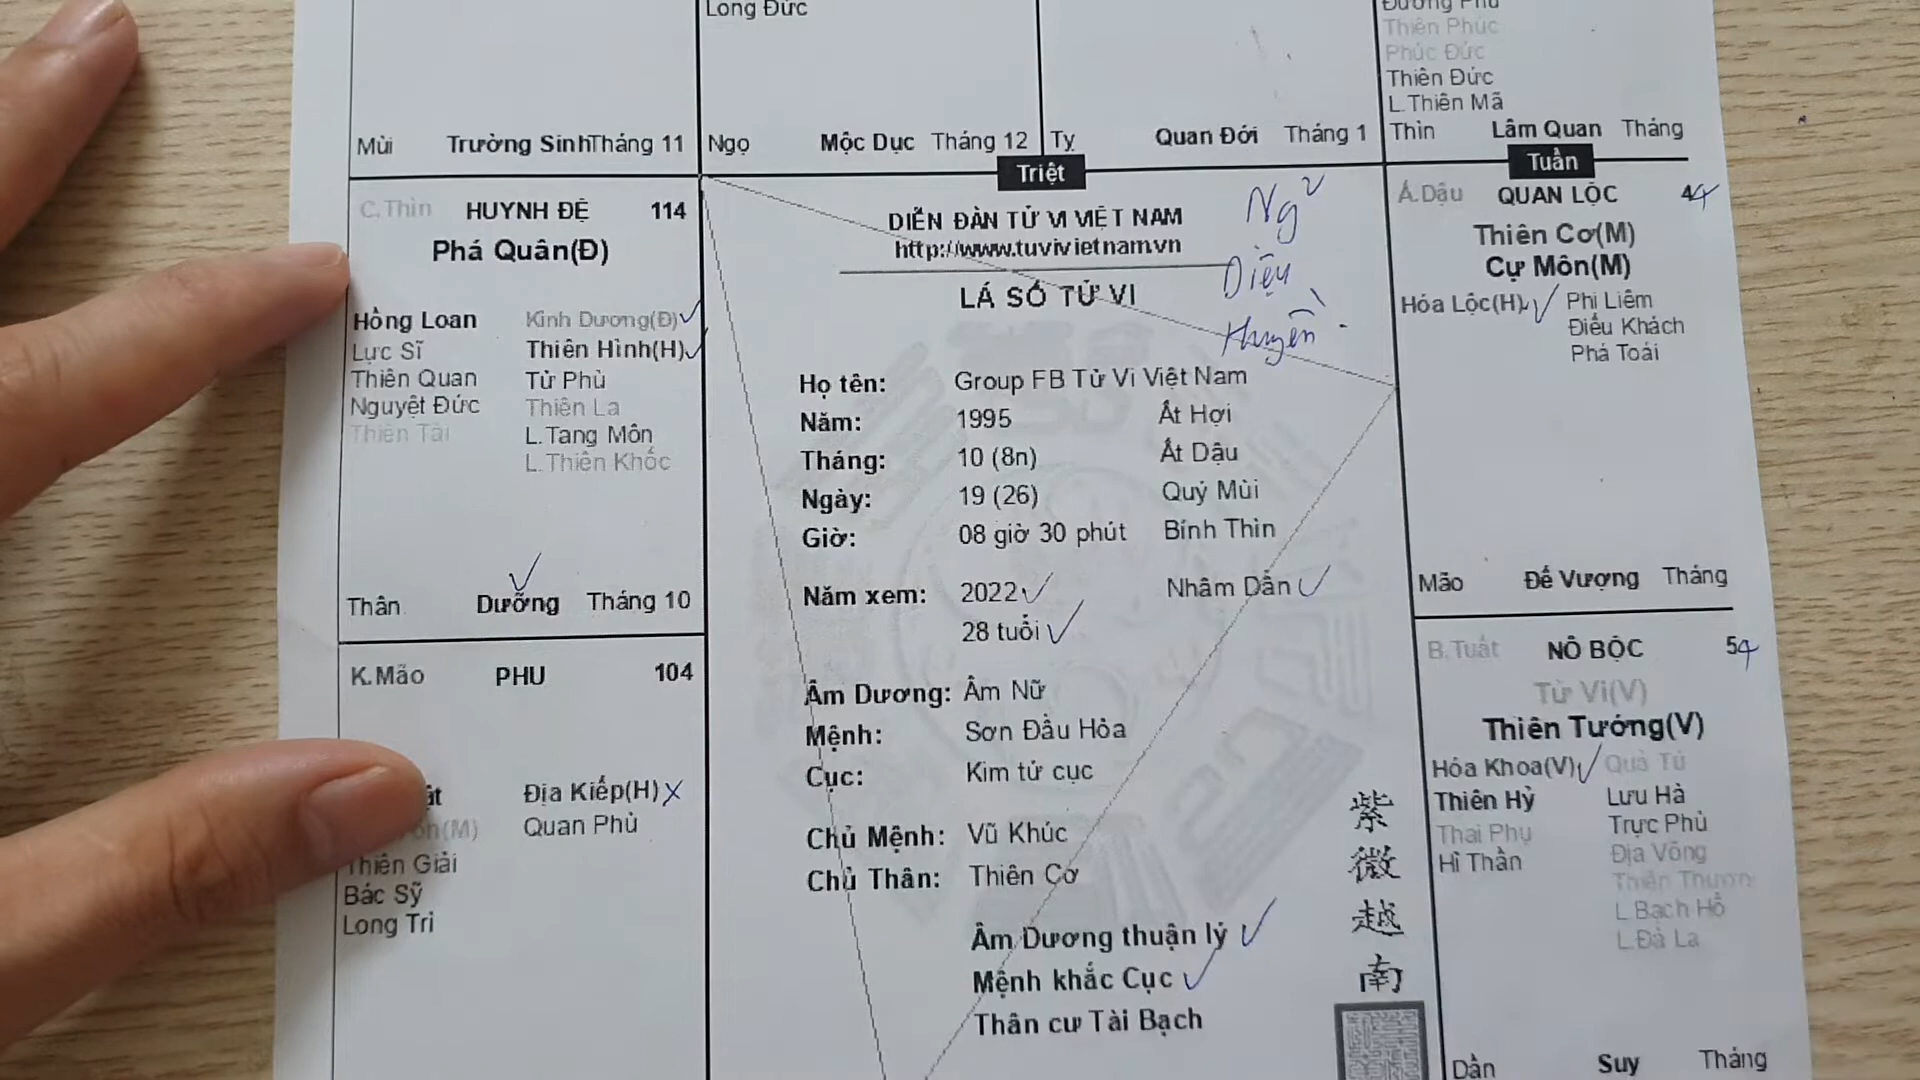 Long Đức
Thiên Phúc
Phúc Đức
Thiên Đức
L.Thiên Mã
Mùi Trường Sinh Tháng 11
Ngọ Mộc Dục Tháng 12
Tỵ Quan Đới Tháng 1
Thìn Lâm Quan Tháng
Triệt
Tuần
C.Thìn HUYNH ĐỆ 114
Phá Quân(Đ)
Hồng Loan Kình Dương(Đ)
Lực Sĩ Thiên Hình(H)
Thiên Quan Tử Phù
Nguyệt Đức Thiên La
Thiên Tài L.Tang Môn
L.Thiên Khốc
Thân Dưỡng Tháng 10
K.Mão PHU 104
Địa Kiếp(H)
Quan Phù
Thiên Giải
Bác Sỹ
Long Trì
DIỄN ĐÀN TỬ VI VIỆT NAM
http://www.tuvivietnam.vn
LÁ SỐ TỬ VI
Ng
Diệu
Huyền
Họ tên: Group FB Tử Vi Việt Nam
Năm: 1995 Ất Hợi
Tháng: 10 (8n) Ất Dậu
Ngày: 19 (26) Quý Mùi
Giờ: 08 giờ 30 phút Bính Thìn
Năm xem: 2022 Nhâm Dần
28 tuổi
Âm Dương: Âm Nữ
Mệnh: Sơn Đầu Hỏa
Cục: Kim tứ cục
Chủ Mệnh: Vũ Khúc
Chủ Thân: Thiên Cơ
Âm Dương thuận lý
Mệnh khắc Cục
Thân cư Tài Bạch
紫微越南
Á.Dậu QUAN LỘC 44
Thiên Cơ(M)
Cự Môn(M)
Hóa Lộc(H) Phi Liêm
Điếu Khách
Phá Toái
Mão Đế Vượng Tháng
B.Tuất NÔ BỘC 54
Tử Vi(V)
Thiên Tướng(V)
Hóa Khoa(V) Quả Tú
Thiên Hỷ Lưu Hà
Thai Phụ Trực Phù
Hỉ Thần Địa Võng
Thiên Thương
L.Bạch Hổ
L.Đà La
Dần Suy Tháng